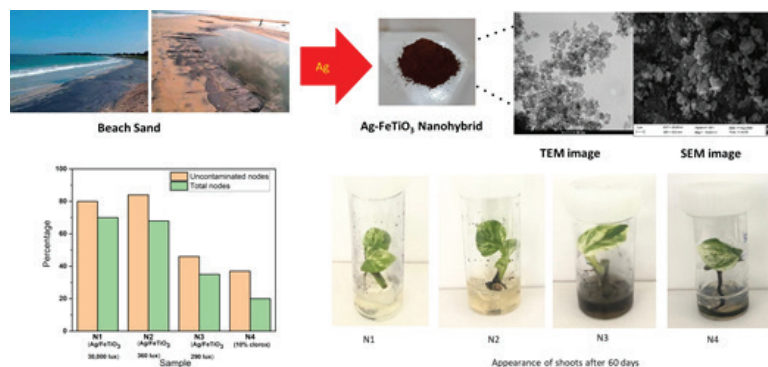 Ag
Beach Sand
Ag-FeTiO₃ Nanohybrid
TEM image
SEM image
Uncontaminated nodes
Total nodes
80
60
40
20
0
Percentage
N1
N2
N3
N4
(Ag/FeTiO₃
(Ag/FeTiO₃
(Ag/FeTiO₃
(10% clorox)
30,000 lux)
360 lux)
290 lux)
Sample
N1
N2
N3
N4
Appearance of shoots after 60 days